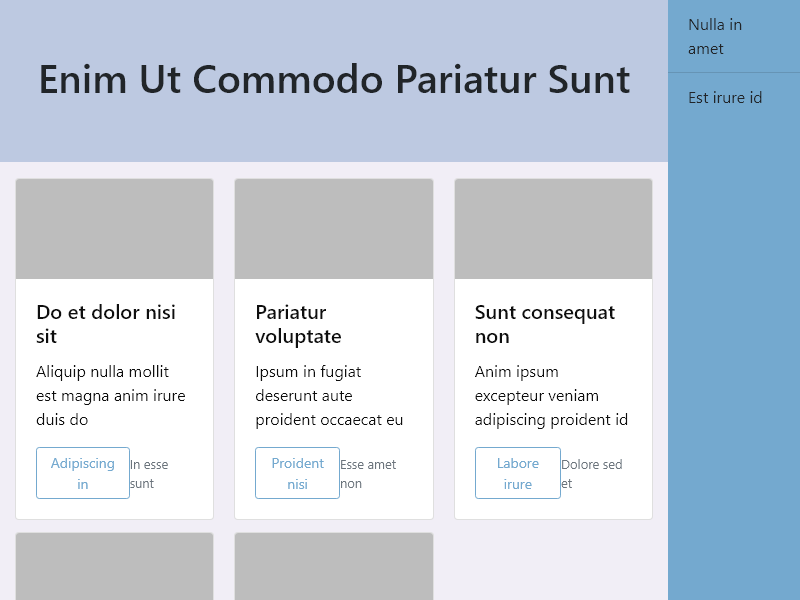 Enim Ut Commodo Pariatur Sunt
Nulla in
amet
Est irure id
Do et dolor nisi
sit
Aliquip nulla mollit
est magna anim irure
duis do
Adipiscing
in
In esse
sunt
Pariatur
voluptate
Ipsum in fugiat
deserunt aute
proident occaecat eu
Proident
nisi
Esse amet
non
Sunt consequat
non
Anim ipsum
excepteur veniam
adipiscing proident id
Labore
irure
Dolore sed
et